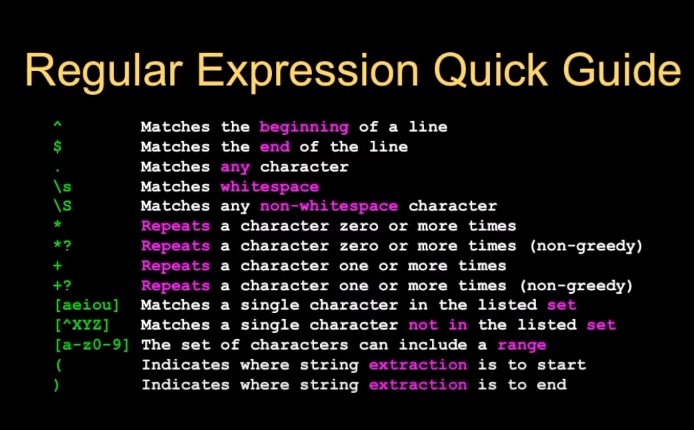 Regular Expression Quick Guide
^ Matches the beginning of a line
$ Matches the end of the line
. Matches any character
\s Matches whitespace
\S Matches any non-whitespace character
* Repeats a character zero or more times
*? Repeats a character zero or more times (non-greedy)
+ Repeats a character one or more times
+? Repeats a character one or more times (non-greedy)
[aeiou] Matches a single character in the listed set
[^XYZ] Matches a single character not in the listed set
[a-z0-9] The set of characters can include a range
( Indicates where string extraction is to start
) Indicates where string extraction is to end